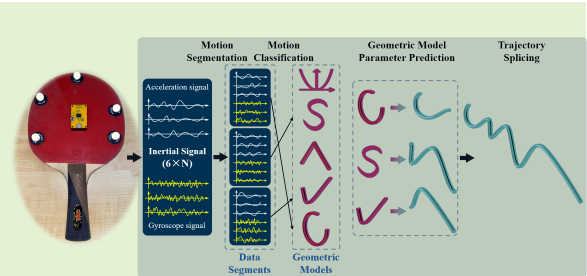 Motion
Segmentation
Motion
Classification
Geometric Model
Parameter Prediction
Trajectory
Splicing
Acceleration signal
Inertial Signal
(6×N)
Gyroscope signal
Data
Segments
Geometric
Models